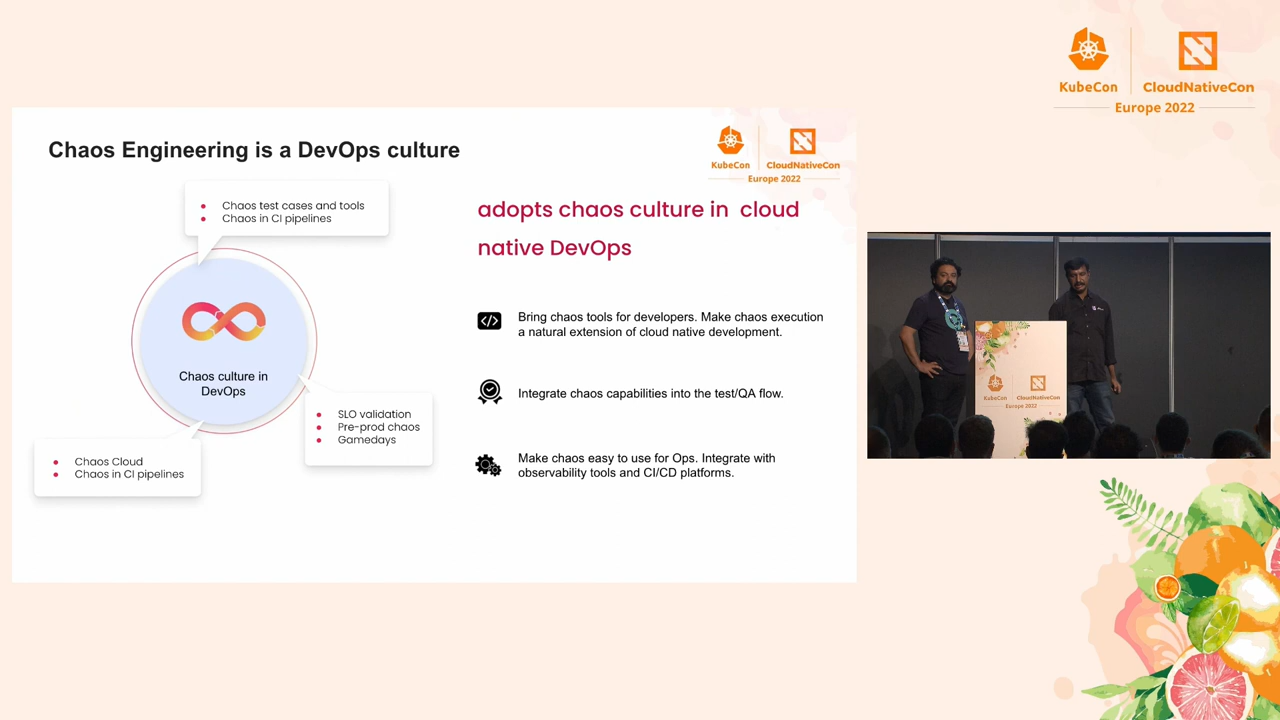 KubeCon
CloudNativeCon
Europe 2022
Chaos Engineering is a DevOps culture
KubeCon
CloudNativeCon
Europe 2022
Chaos test cases and tools
Chaos in CI pipelines
Chaos culture in
DevOps
SLO validation
Pre-prod chaos
Gamedays
Chaos Cloud
Chaos in CI pipelines
adopts chaos culture in cloud
native DevOps
Bring chaos tools for developers. Make chaos execution
a natural extension of cloud native development.
Integrate chaos capabilities into the test/QA flow.
Make chaos easy to use for Ops. Integrate with
observability tools and CI/CD platforms.
KubeCon
CloudNativeCon
Europe 2022